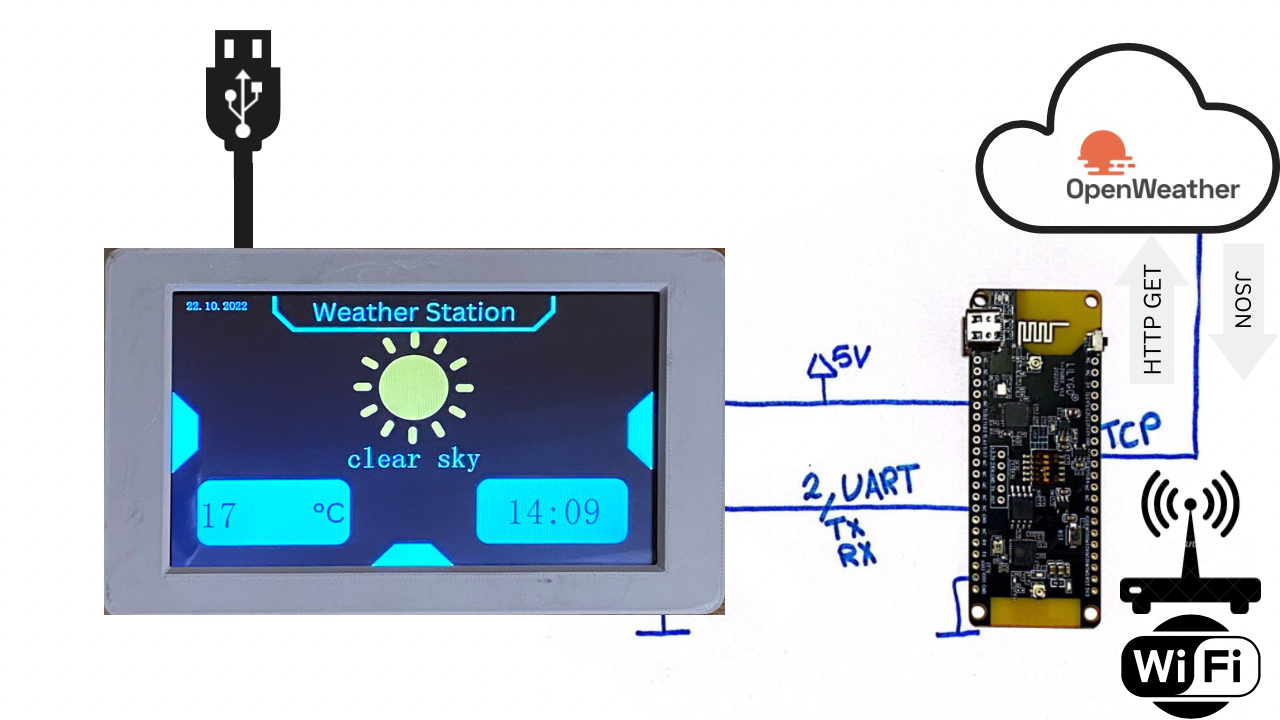 OpenWeather
HTTP GET
JSON
22.10.2022
Weather Station
clear sky
17 °C
14:09
5V
2, UART
TX
RX
TCP
LILYGO
WiFi